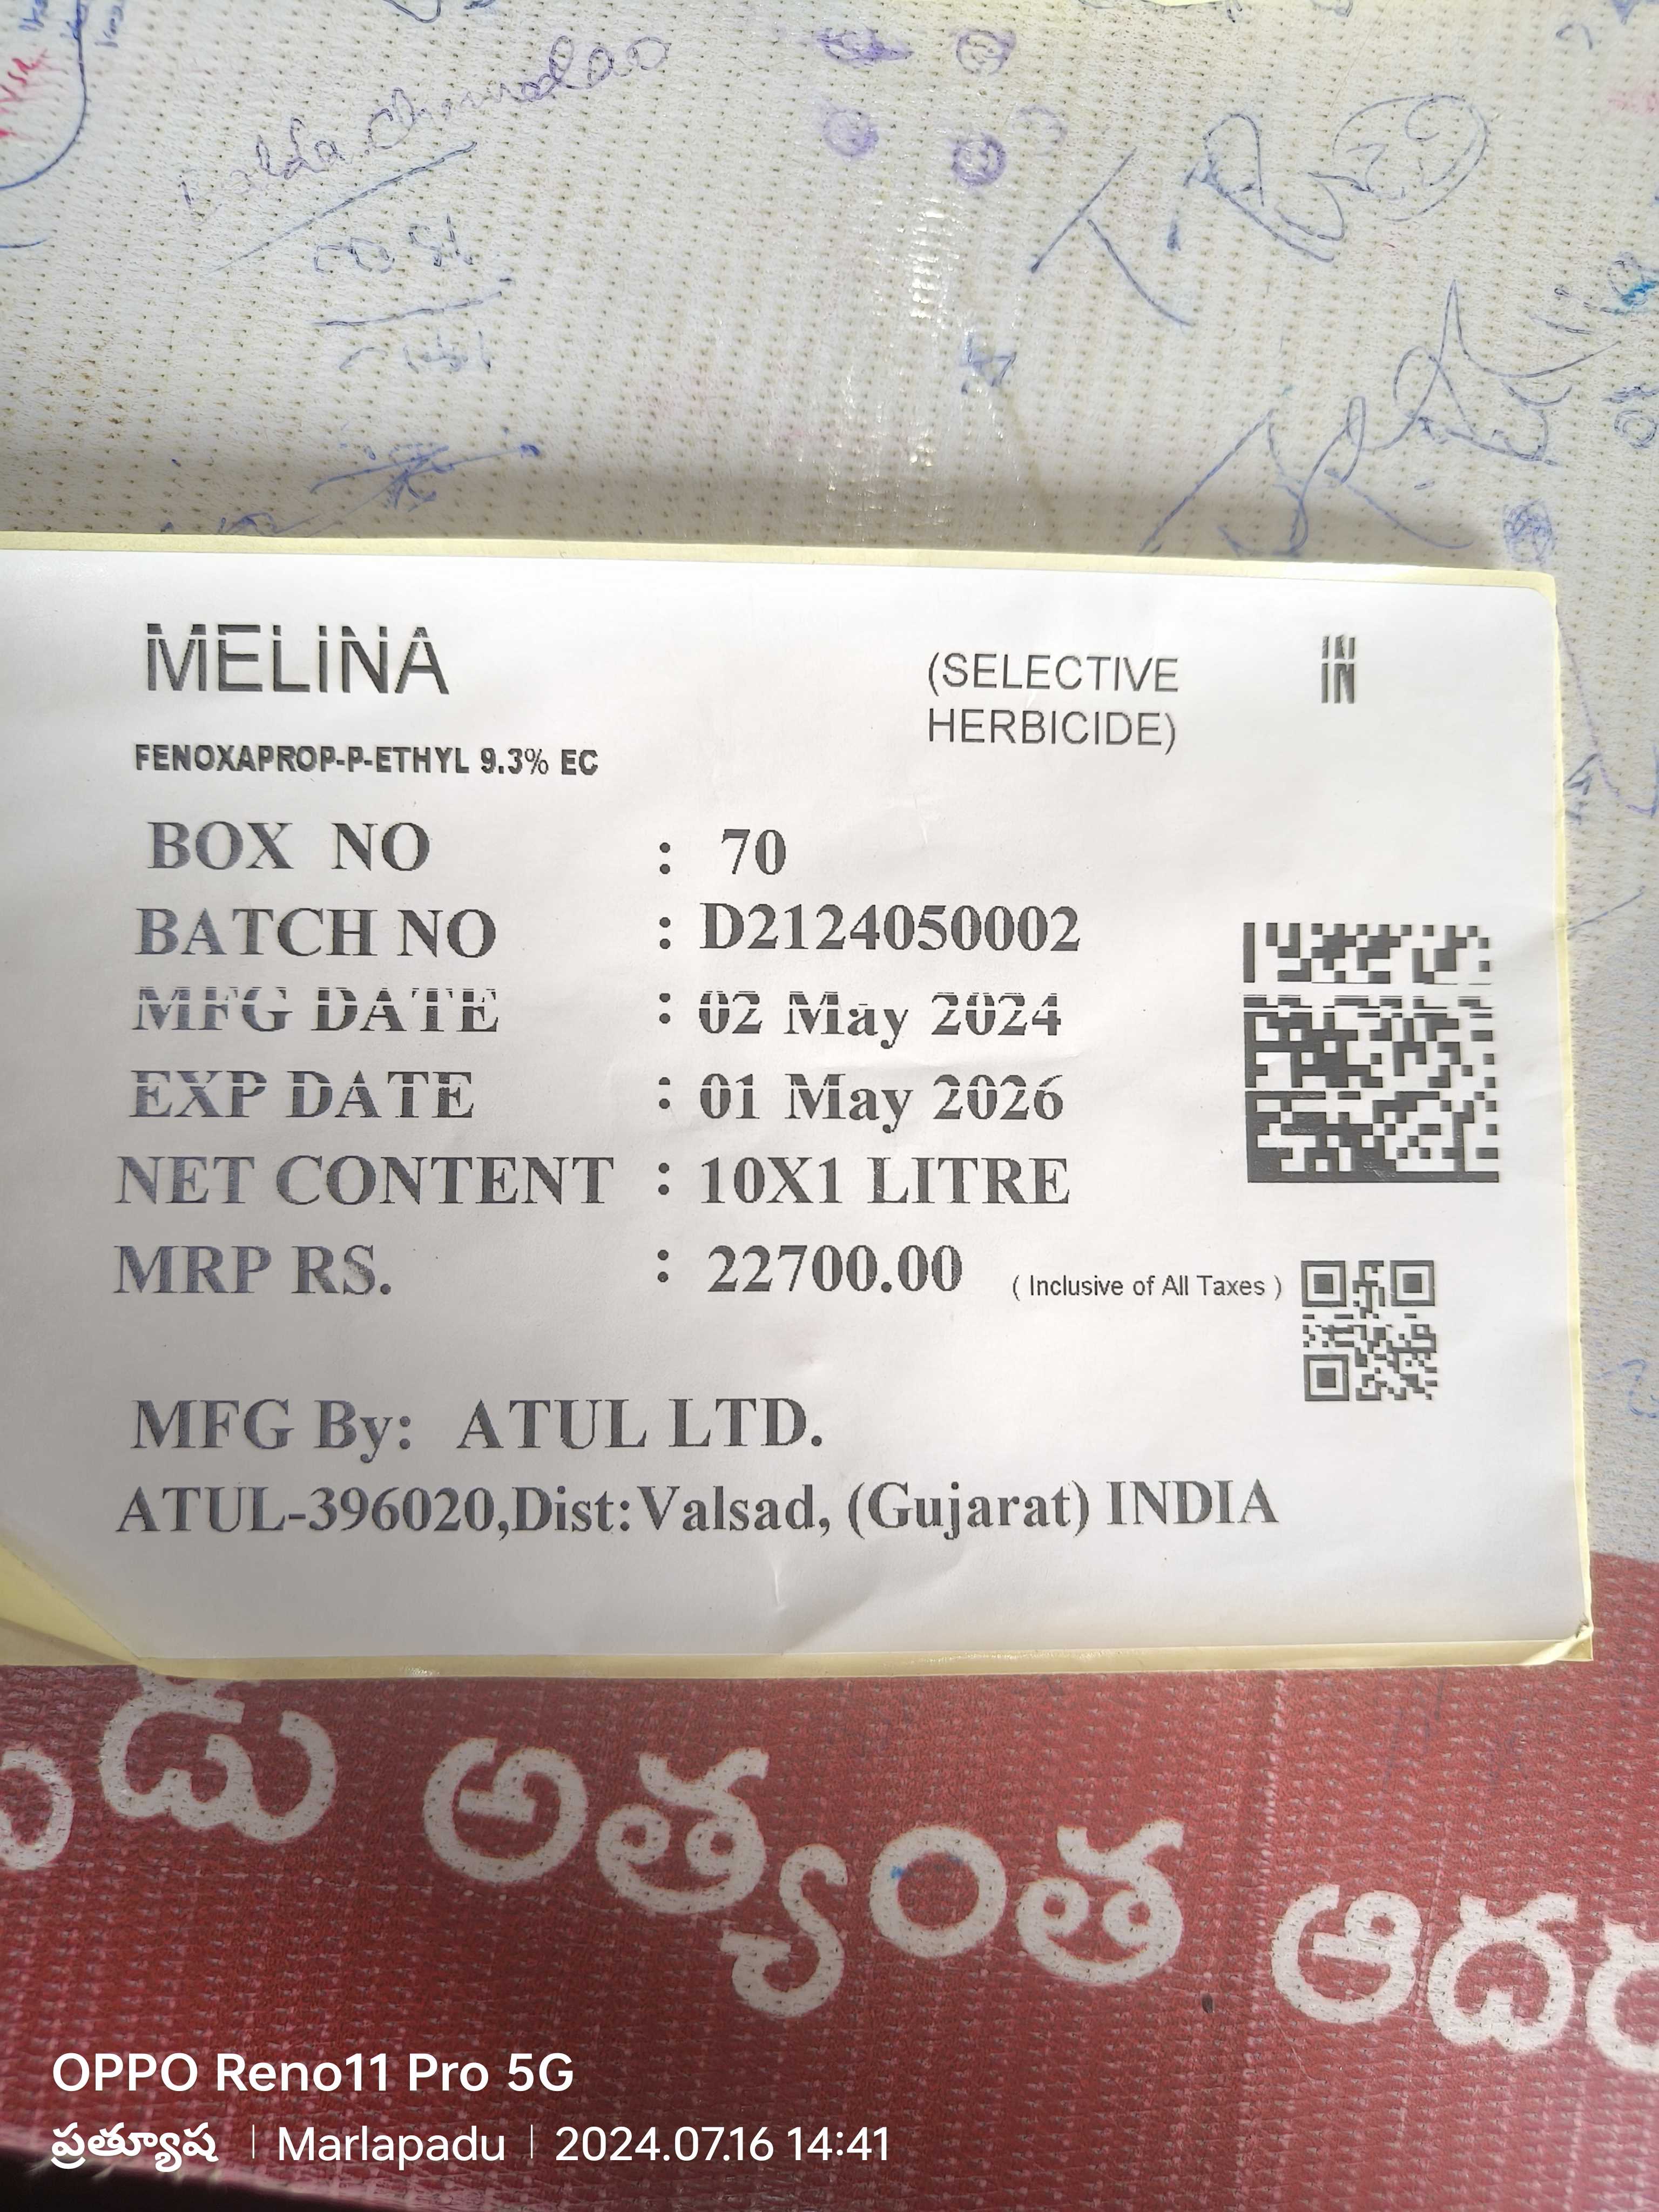 MELINA
(SELECTIVE
HERBICIDE)
IN
FENOXAPROP-P-ETHYL 9.3% EC
BOX NO : 70
BATCH NO : D2124050002
MFG DATE : 02 May 2024
EXP DATE : 01 May 2026
NET CONTENT : 10X1 LITRE
MRP RS. : 22700.00 ( Inclusive of All Taxes )
MFG By: ATUL LTD.
ATUL-396020,Dist:Valsad, (Gujarat) INDIA
అత్యంత
OPPO Reno11 Pro 5G
ప్రత్యూష | Marlapadu | 2024.07.16 14:41